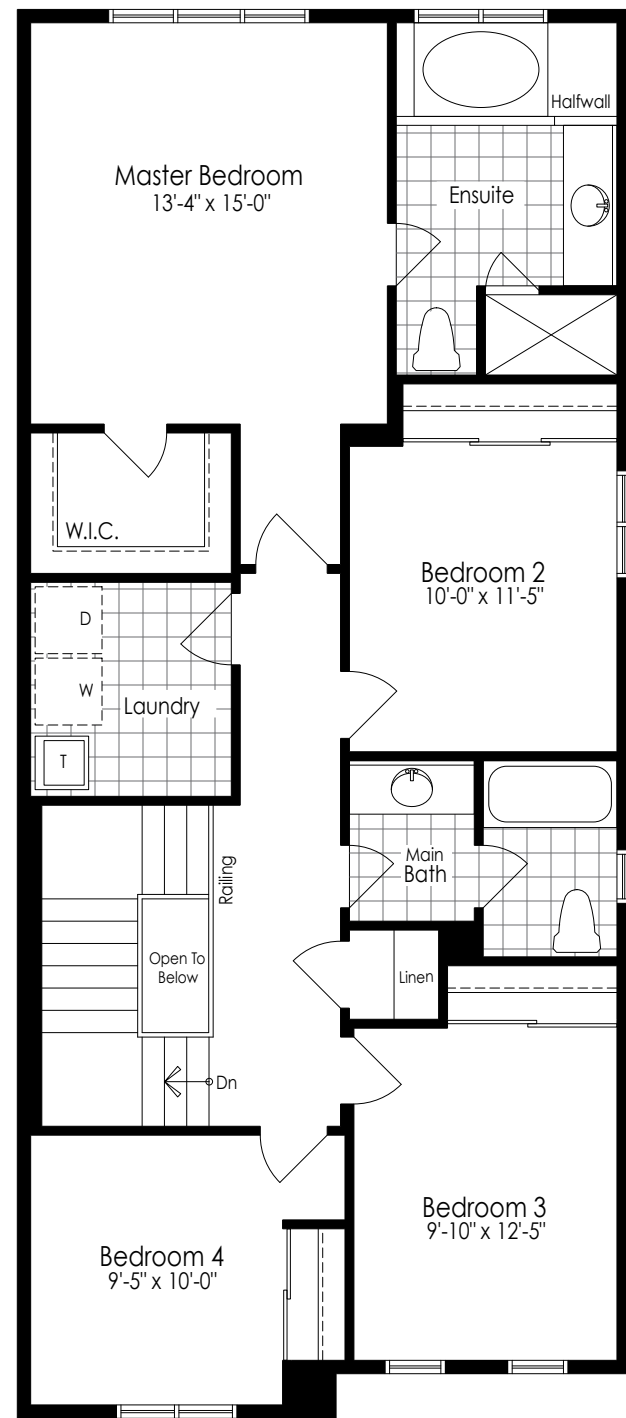 Halfwall
Master Bedroom
13'-4" x 15'-0"
Ensuite
W.I.C.
Bedroom 2
10'-0" x 11'-5"
D
W
Laundry
T
Main
Bath
Railing
Open To
Below
Linen
Dn
Bedroom 3
9'-10" x 12'-5"
Bedroom 4
9'-5" x 10'-0"